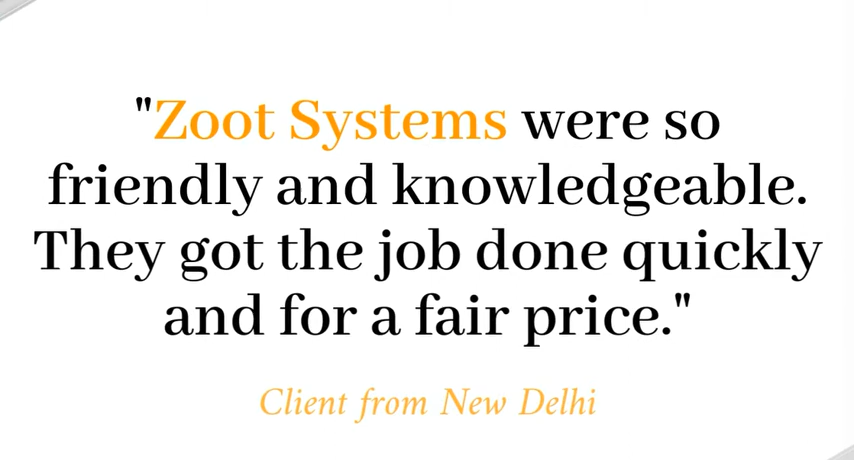 "Zoot Systems were so
friendly and knowledgeable.
They got the job done quickly
and for a fair price."
Client from New Delhi